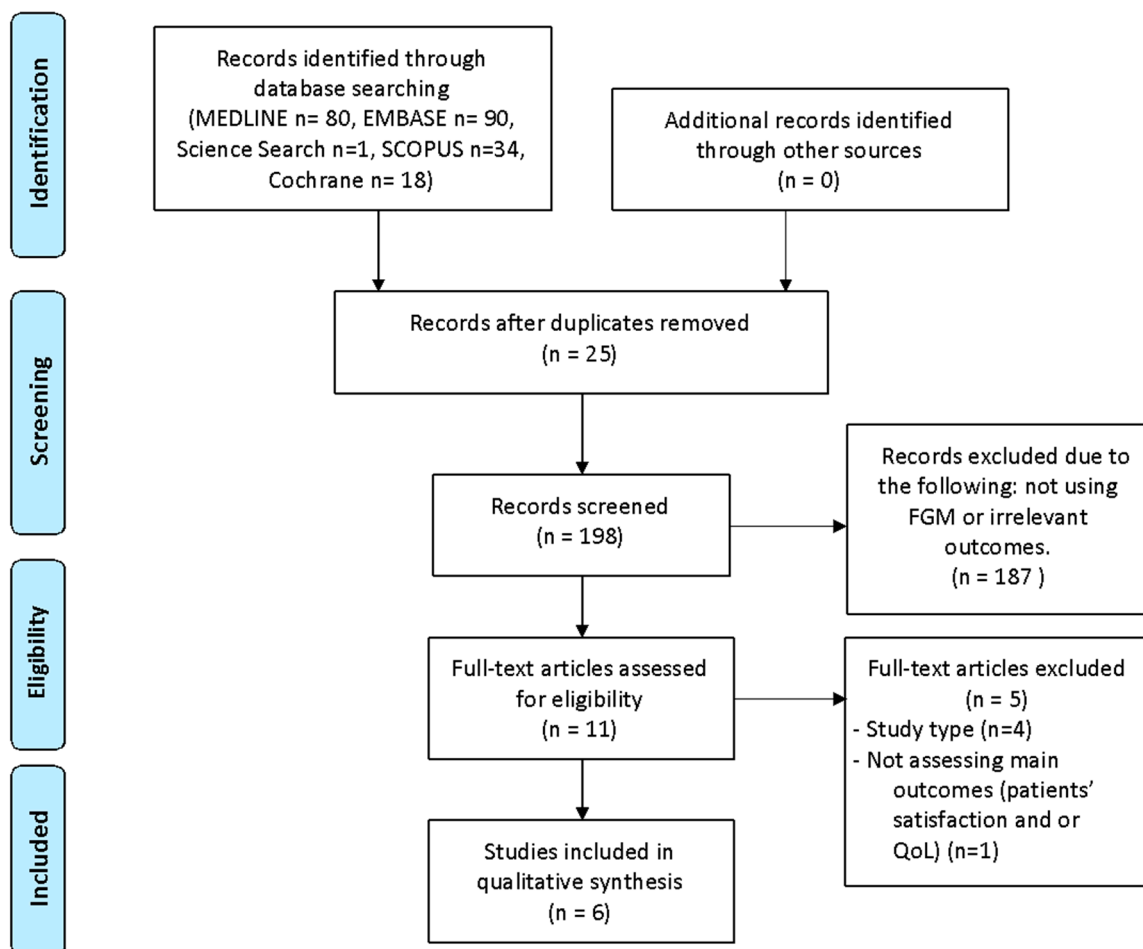 Identification
Records identified through
database searching
(MEDLINE n= 80, EMBASE n= 90,
Science Search n=1, SCOPUS n=34,
Cochrane n= 18)
Additional records identified
through other sources
(n = 0)
Screening
Records after duplicates removed
(n = 25)
Records screened
(n = 198)
Records excluded due to
the following: not using
FGM or irrelevant
outcomes.
(n = 187 )
Eligibility
Full-text articles assessed
for eligibility
(n = 11)
Full-text articles excluded
(n = 5)
- Study type (n=4)
- Not assessing main
outcomes (patients’
satisfaction and or
QoL) (n=1)
Included
Studies included in
qualitative synthesis
(n = 6)